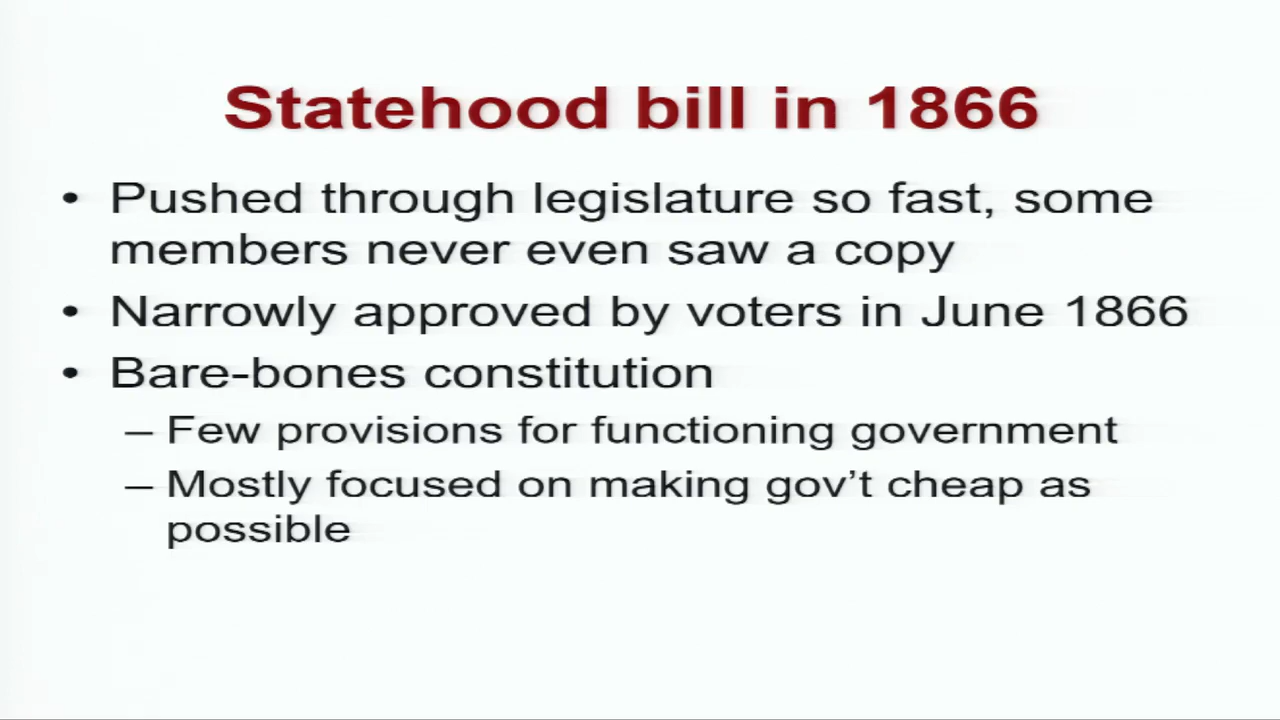 Statehood bill in 1866
• Pushed through legislature so fast, some
members never even saw a copy
• Narrowly approved by voters in June 1866
• Bare-bones constitution
– Few provisions for functioning government
– Mostly focused on making gov’t cheap as
possible